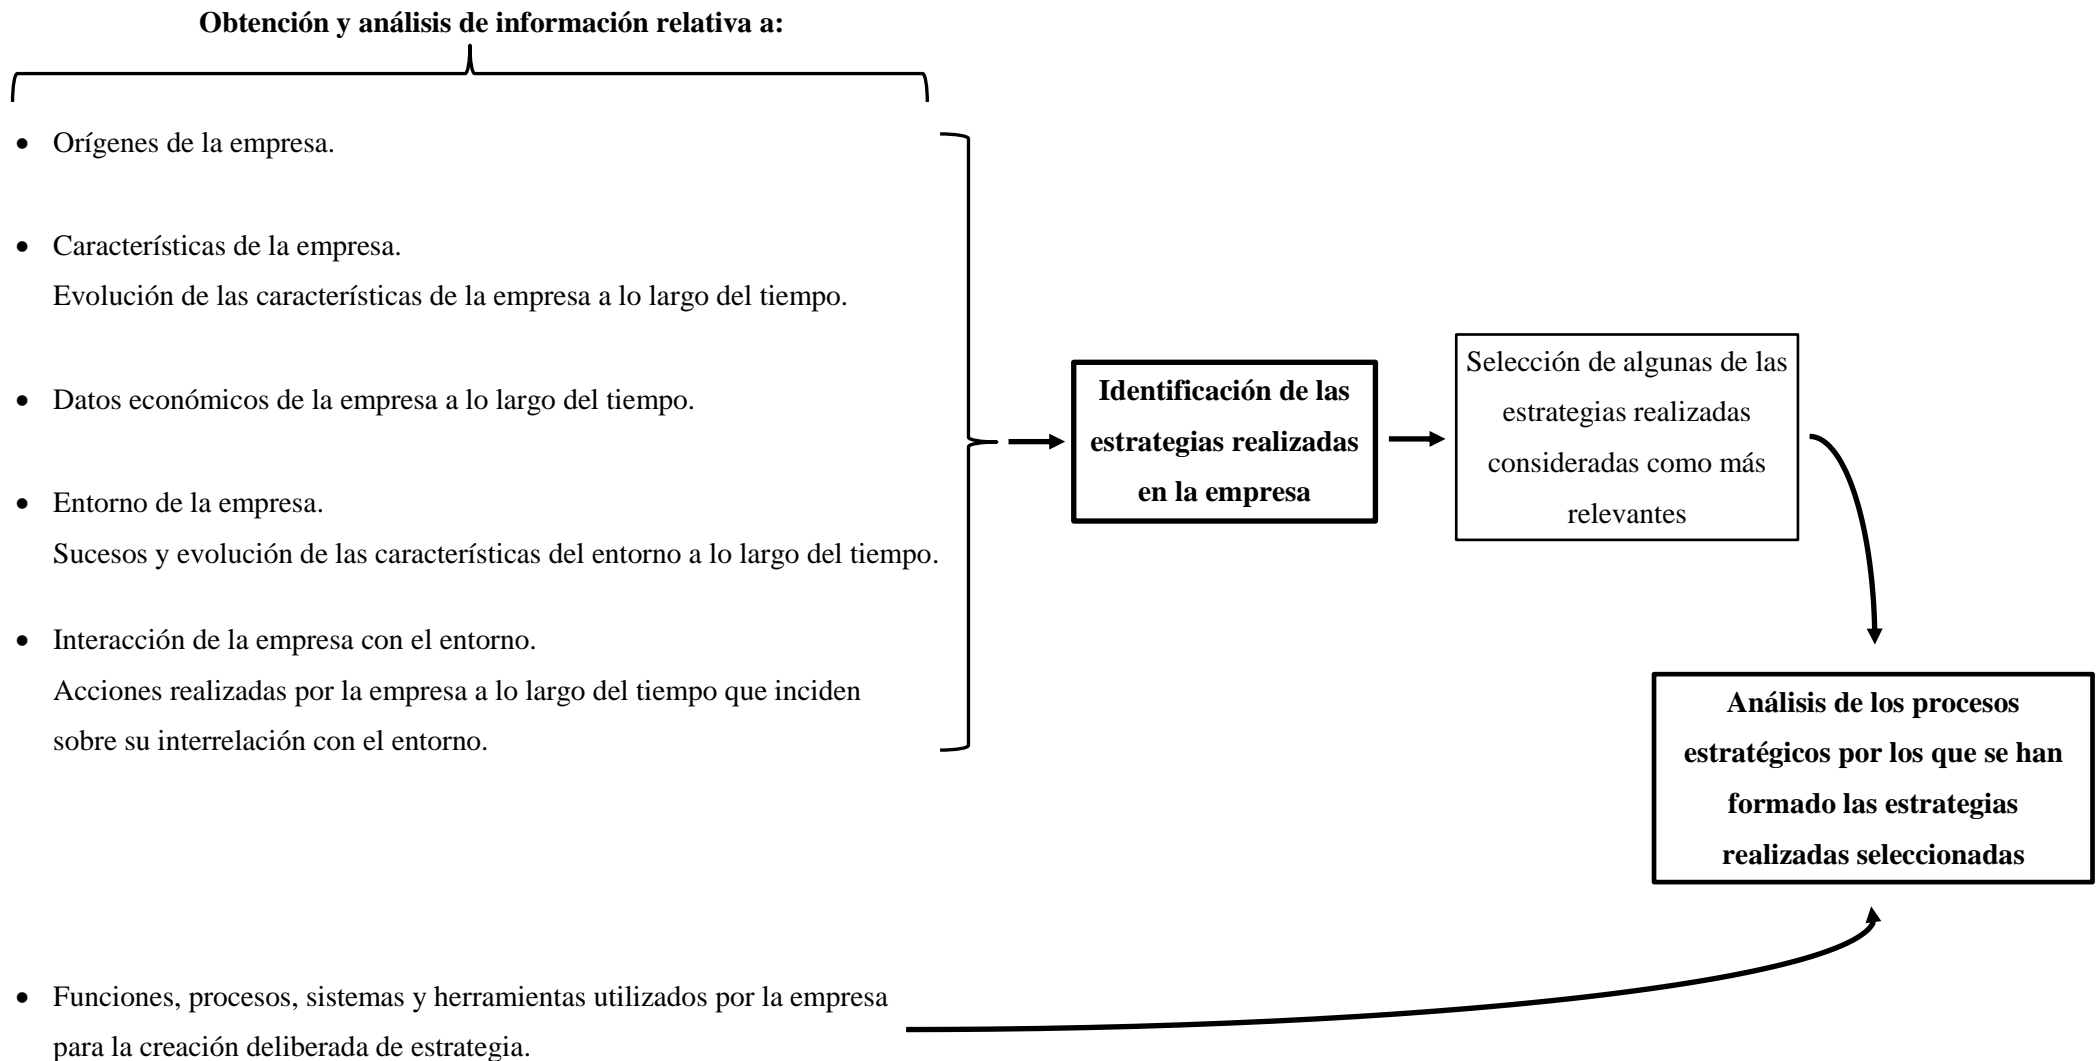 Obtención y análisis de información relativa a:
• Orígenes de la empresa.
• Características de la empresa.
Evolución de las características de la empresa a lo largo del tiempo.
• Datos económicos de la empresa a lo largo del tiempo.
• Entorno de la empresa.
Sucesos y evolución de las características del entorno a lo largo del tiempo.
• Interacción de la empresa con el entorno.
Acciones realizadas por la empresa a lo largo del tiempo que inciden
sobre su interrelación con el entorno.
Identificación de las
estrategias realizadas
en la empresa
Selección de algunas de las
estrategias realizadas
consideradas como más
relevantes
Análisis de los procesos
estratégicos por los que se han
formado las estrategias
realizadas seleccionadas
• Funciones, procesos, sistemas y herramientas utilizados por la empresa
para la creación deliberada de estrategia.